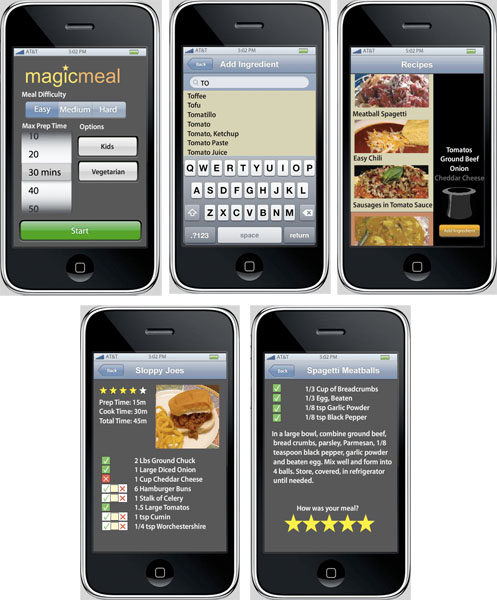 AT&T 5:02 PM
magicmeal
Meal Difficulty
Easy Medium Hard
Max Prep Time Options
10
20
30 mins
40
50
Kids
Vegetarian
Start
AT&T 5:02 PM
Back Add Ingredient
TO
Toffee
Tofu
Tomatillo
Tomato
Tomato, Ketchup
Tomato Paste
Tomato Juice
Q W E R T Y U I O P
A S D F G H J K L
Z X C V B N M
.?123 space return
AT&T 5:02 PM
Recipes
Meatball Spagetti
Easy Chili
Sausages in Tomato Sauce
Tomatos
Ground Beef
Onion
Cheddar Cheese
Add Ingredient
AT&T 5:02 PM
Back Sloppy Joes
Prep Time: 15m
Cook Time: 30m
Total Time: 45m
2 Lbs Ground Chuck
1 Large Diced Onion
1 Cup Cheddar Cheese
6 Hamburger Buns
1 Stalk of Celery
1.5 Large Tomatos
1 tsp Cumin
1/4 tsp Worchestershire
AT&T 5:02 PM
Back Spagetti Meatballs
1/3 Cup of Breadcrumbs
1/3 Egg, Beaten
1/8 tsp Garlic Powder
1/8 tsp Black Pepper
In a large bowl, combine ground beef,
bread crumbs, parsley, Parmesan, 1/8
teaspoon black pepper, garlic powder
and beaten egg. Mix well and form into
4 balls. Store, covered, in refrigerator
until needed.
How was your meal?